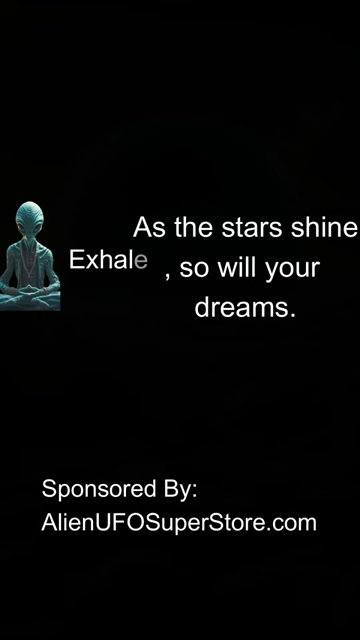 As the stars shine
Exhale
, so will your
dreams.
Sponsored By:
AlienUFOSuperStore.com